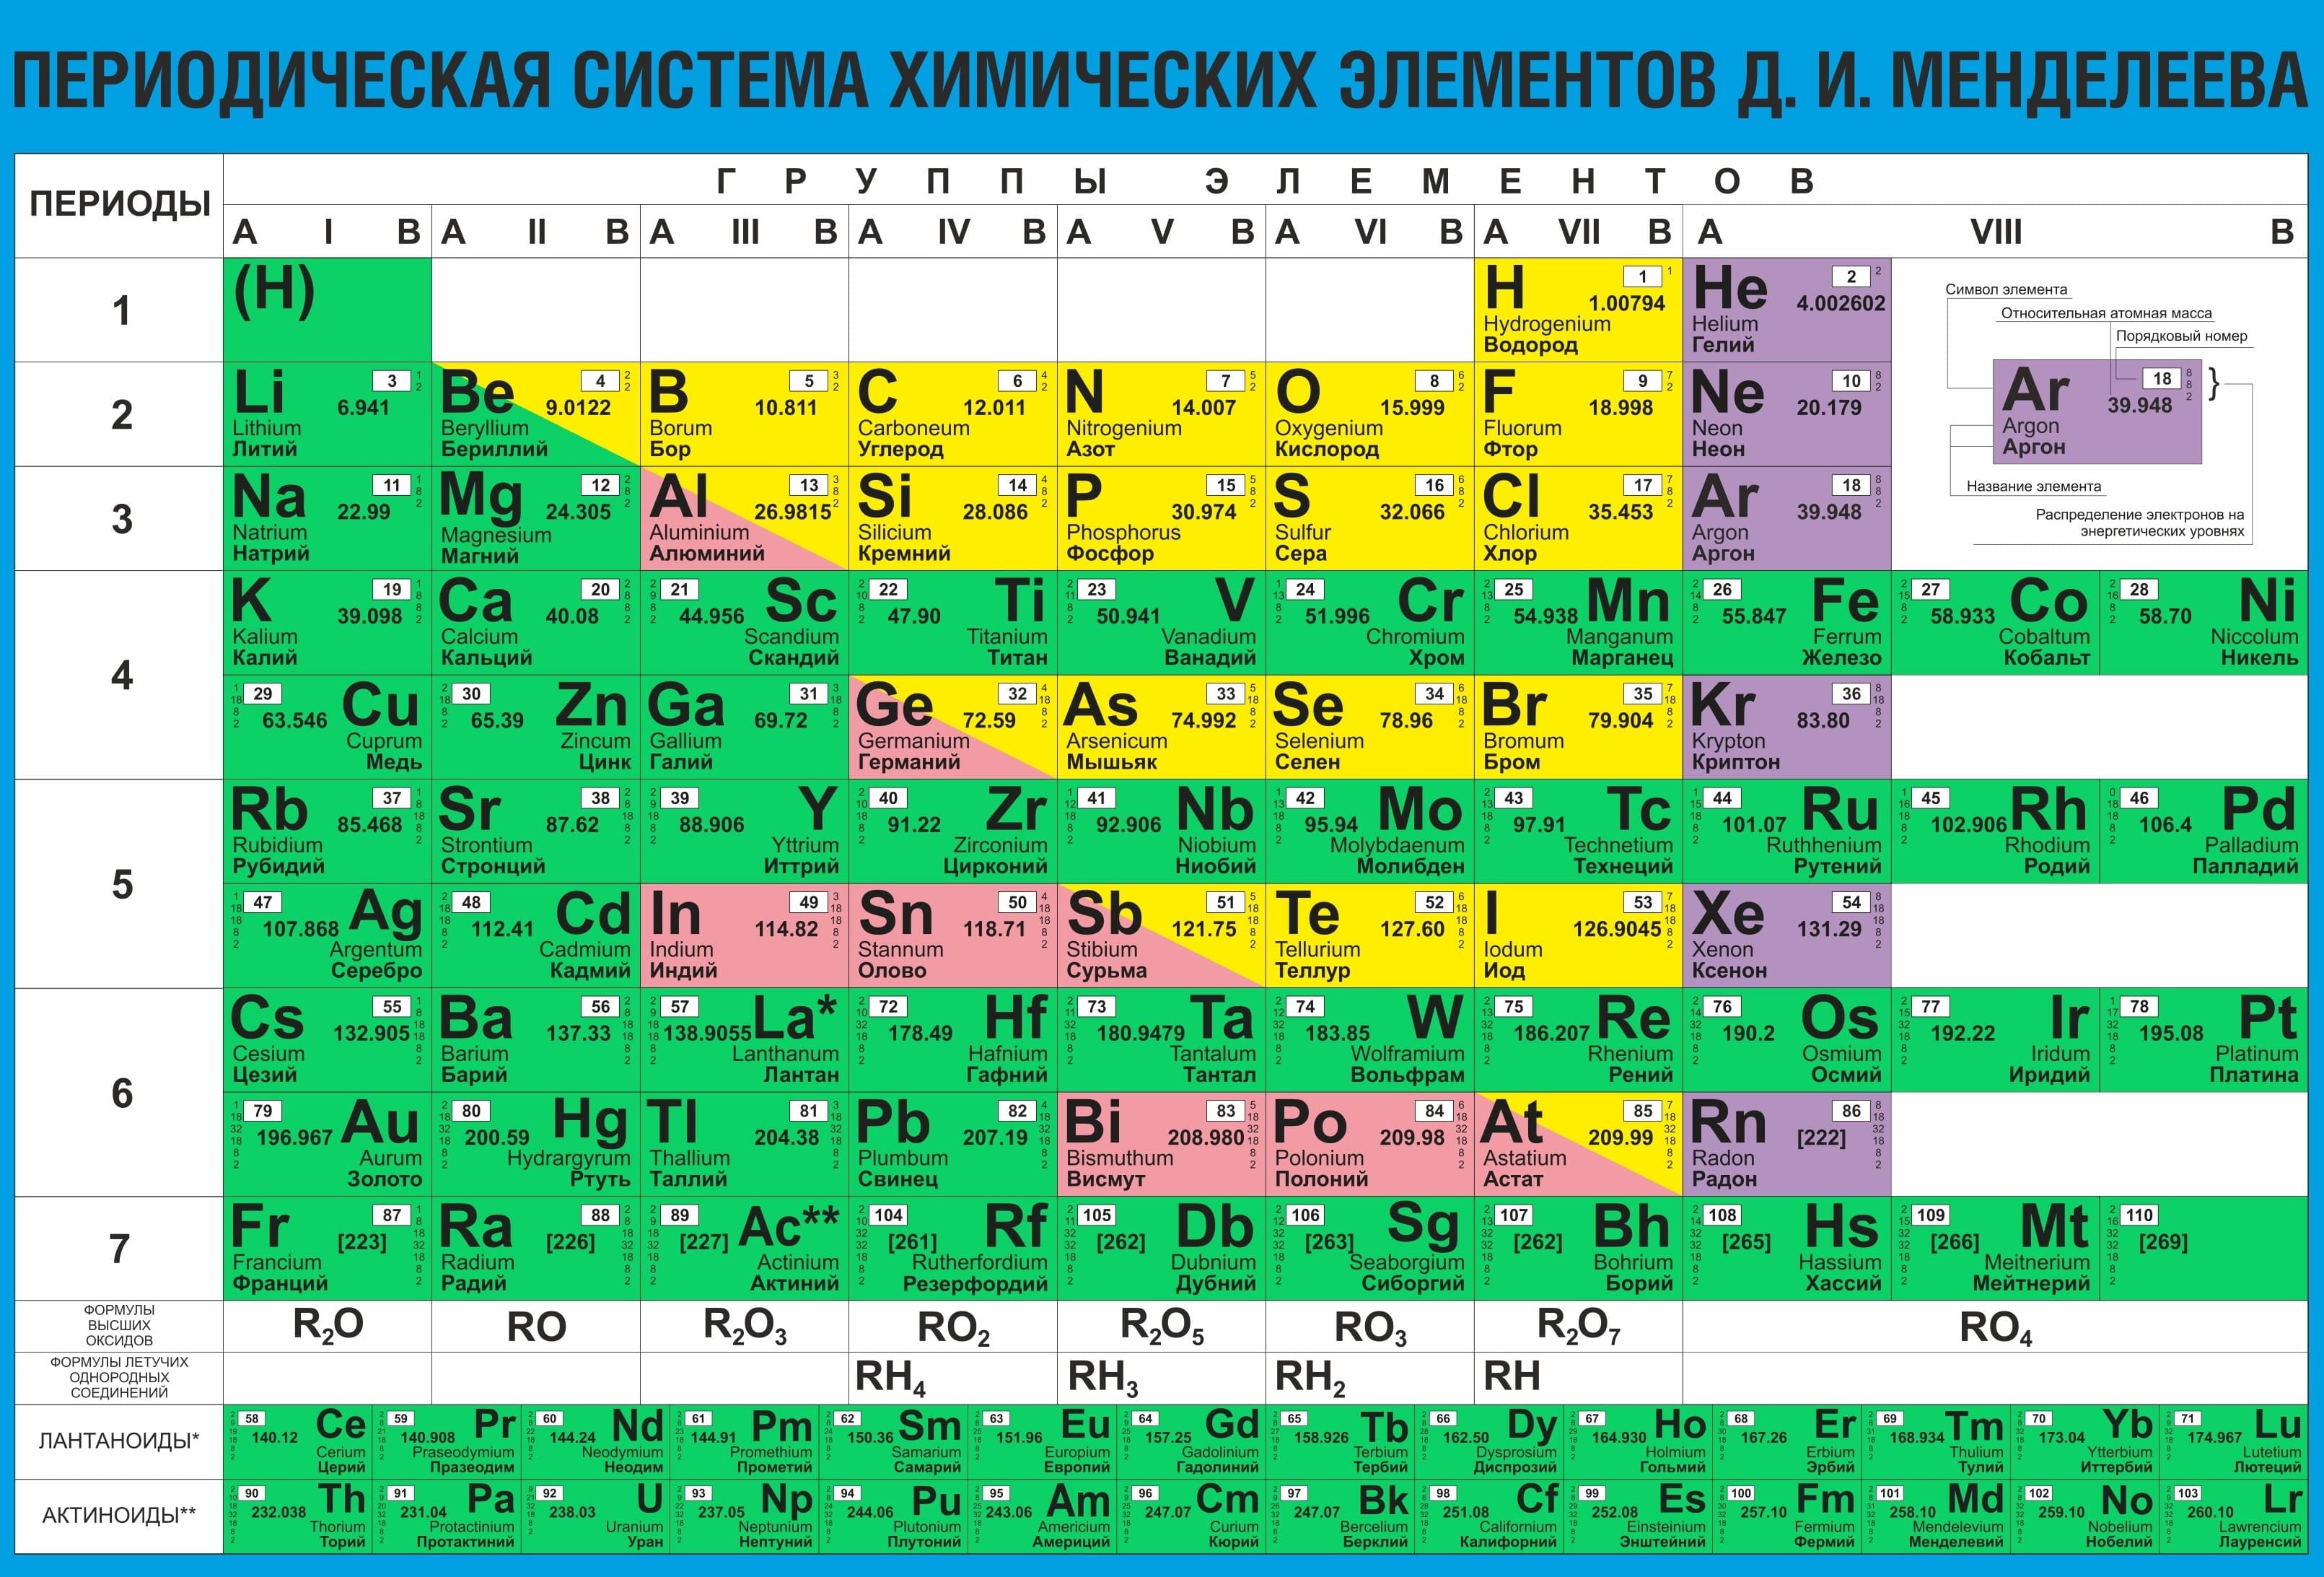 ПЕРИОДИЧЕСКАЯ СИСТЕМА ХИМИЧЕСКИХ ЭЛЕМЕНТОВ Д. И. МЕНДЕЛЕЕВА
ПЕРИОДЫ
ГРУППЫ ЭЛЕМЕНТОВ
A I B A II B A III B A IV B A V B A VI B A VII B A VIII B
1
(H)
H 1 1.00794
Hydrogenium
Водород
He 2 4.002602
Helium
Гелий
Символ элемента
Относительная атомная масса
Порядковый номер
Ar 18 39.948
Argon
Аргон
Название элемента
Распределение электронов на
энергетических уровнях
2
Li 3 6.941
Lithium
Литий
Be 4 9.0122
Beryllium
Бериллий
B 5 10.811
Borum
Бор
C 6 12.011
Carboneum
Углерод
N 7 14.007
Nitrogenium
Азот
O 8 15.999
Oxygenium
Кислород
F 9 18.998
Fluorum
Фтор
Ne 10 20.179
Neon
Неон
3
Na 11 22.99
Natrium
Натрий
Mg 12 24.305
Magnesium
Магний
Al 13 26.9815
Aluminium
Алюминий
Si 14 28.086
Silicium
Кремний
P 15 30.974
Phosphorus
Фосфор
S 16 32.066
Sulfur
Сера
Cl 17 35.453
Chlorium
Хлор
Ar 18 39.948
Argon
Аргон
4
K 19 39.098
Kalium
Калий
Ca 20 40.08
Calcium
Кальций
21 44.956 Sc
Scandium
Скандий
22 47.90 Ti
Titanium
Титан
23 50.941 V
Vanadium
Ванадий
24 51.996 Cr
Chromium
Хром
25 54.938 Mn
Manganum
Марганец
26 55.847 Fe
Ferrum
Железо
27 58.933 Co
Cobaltum
Кобальт
28 58.70 Ni
Niccolum
Никель
29 63.546 Cu
Cuprum
Медь
30 65.39 Zn
Zincum
Цинк
Ga 31 69.72
Gallium
Галий
Ge 32 72.59
Germanium
Германий
As 33 74.992
Arsenicum
Мышьяк
Se 34 78.96
Selenium
Селен
Br 35 79.904
Bromum
Бром
Kr 36 83.80
Krypton
Криптон
5
Rb 37 85.468
Rubidium
Рубидий
Sr 38 87.62
Strontium
Стронций
39 88.906 Y
Yttrium
Иттрий
40 91.22 Zr
Zirconium
Цирконий
41 92.906 Nb
Niobium
Ниобий
42 95.94 Mo
Molybdaenum
Молибден
43 97.91 Tc
Technetium
Технеций
44 101.07 Ru
Ruthhenium
Рутений
45 102.906 Rh
Rhodium
Родий
46 106.4 Pd
Palladium
Палладий
47 107.868 Ag
Argentum
Серебро
48 112.41 Cd
Cadmium
Кадмий
In 49 114.82
Indium
Индий
Sn 50 118.71
Stannum
Олово
Sb 51 121.75
Stibium
Сурьма
Te 52 127.60
Tellurium
Теллур
I 53 126.9045
Iodum
Иод
Xe 54 131.29
Xenon
Ксенон
6
Cs 55 132.905
Cesium
Цезий
Ba 56 137.33
Barium
Барий
57 138.9055 La*
Lanthanum
Лантан
72 178.49 Hf
Hafnium
Гафний
73 180.9479 Ta
Tantalum
Тантал
74 183.85 W
Wolframium
Вольфрам
75 186.207 Re
Rhenium
Рений
76 190.2 Os
Osmium
Осмий
77 192.22 Ir
Iridum
Иридий
78 195.08 Pt
Platinum
Платина
79 196.967 Au
Aurum
Золото
80 200.59 Hg
Hydrargyrum
Ртуть
Tl 81 204.38
Thallium
Таллий
Pb 82 207.19
Plumbum
Свинец
Bi 83 208.980
Bismuthum
Висмут
Po 84 209.98
Polonium
Полоний
At 85 209.99
Astatium
Астат
Rn 86 [222]
Radon
Радон
7
Fr 87 [223]
Francium
Франций
Ra 88 [226]
Radium
Радий
89 [227] Ac**
Actinium
Актиний
104 [261] Rf
Rutherfordium
Резерфордий
105 [262] Db
Dubnium
Дубний
106 [263] Sg
Seaborgium
Сиборгий
107 [262] Bh
Bohrium
Борий
108 [265] Hs
Hassium
Хассий
109 [266] Mt
Meitnerium
Мейтнерий
110 [269]
ФОРМУЛЫ
ВЫСШИХ
ОКСИДОВ
R₂O RO R₂O₃ RO₂ R₂O₅ RO₃ R₂O₇ RO₄
ФОРМУЛЫ ЛЕТУЧИХ
ОДНОРОДНЫХ
СОЕДИНЕНИЙ
RH₄ RH₃ RH₂ RH
ЛАНТАНОИДЫ*
58 140.12 Ce
Cerium
Церий
59 140.908 Pr
Praseodymium
Празеодим
60 144.24 Nd
Neodymium
Неодим
61 144.91 Pm
Promethium
Прометий
62 150.36 Sm
Samarium
Самарий
63 151.96 Eu
Europium
Европий
64 157.25 Gd
Gadolinium
Гадолиний
65 158.926 Tb
Terbium
Тербий
66 162.50 Dy
Dysprosium
Диспрозий
67 164.930 Ho
Holmium
Гольмий
68 167.26 Er
Erbium
Эрбий
69 168.934 Tm
Thulium
Тулий
70 173.04 Yb
Ytterbium
Иттербий
71 174.967 Lu
Lutetium
Лютеций
АКТИНОИДЫ**
90 232.038 Th
Thorium
Торий
91 231.04 Pa
Protactinium
Протактиний
92 238.03 U
Uranium
Уран
93 237.05 Np
Neptunium
Нептуний
94 244.06 Pu
Plutonium
Плутоний
95 243.06 Am
Americium
Америций
96 247.07 Cm
Curium
Кюрий
97 247.07 Bk
Bercelium
Берклий
98 251.08 Cf
Californium
Калифорний
99 252.08 Es
Einsteinium
Энштейний
100 257.10 Fm
Fermium
Фермий
101 258.10 Md
Mendelevium
Менделевий
102 259.10 No
Nobelium
Нобелий
103 260.10 Lr
Lawrencium
Лауренсий